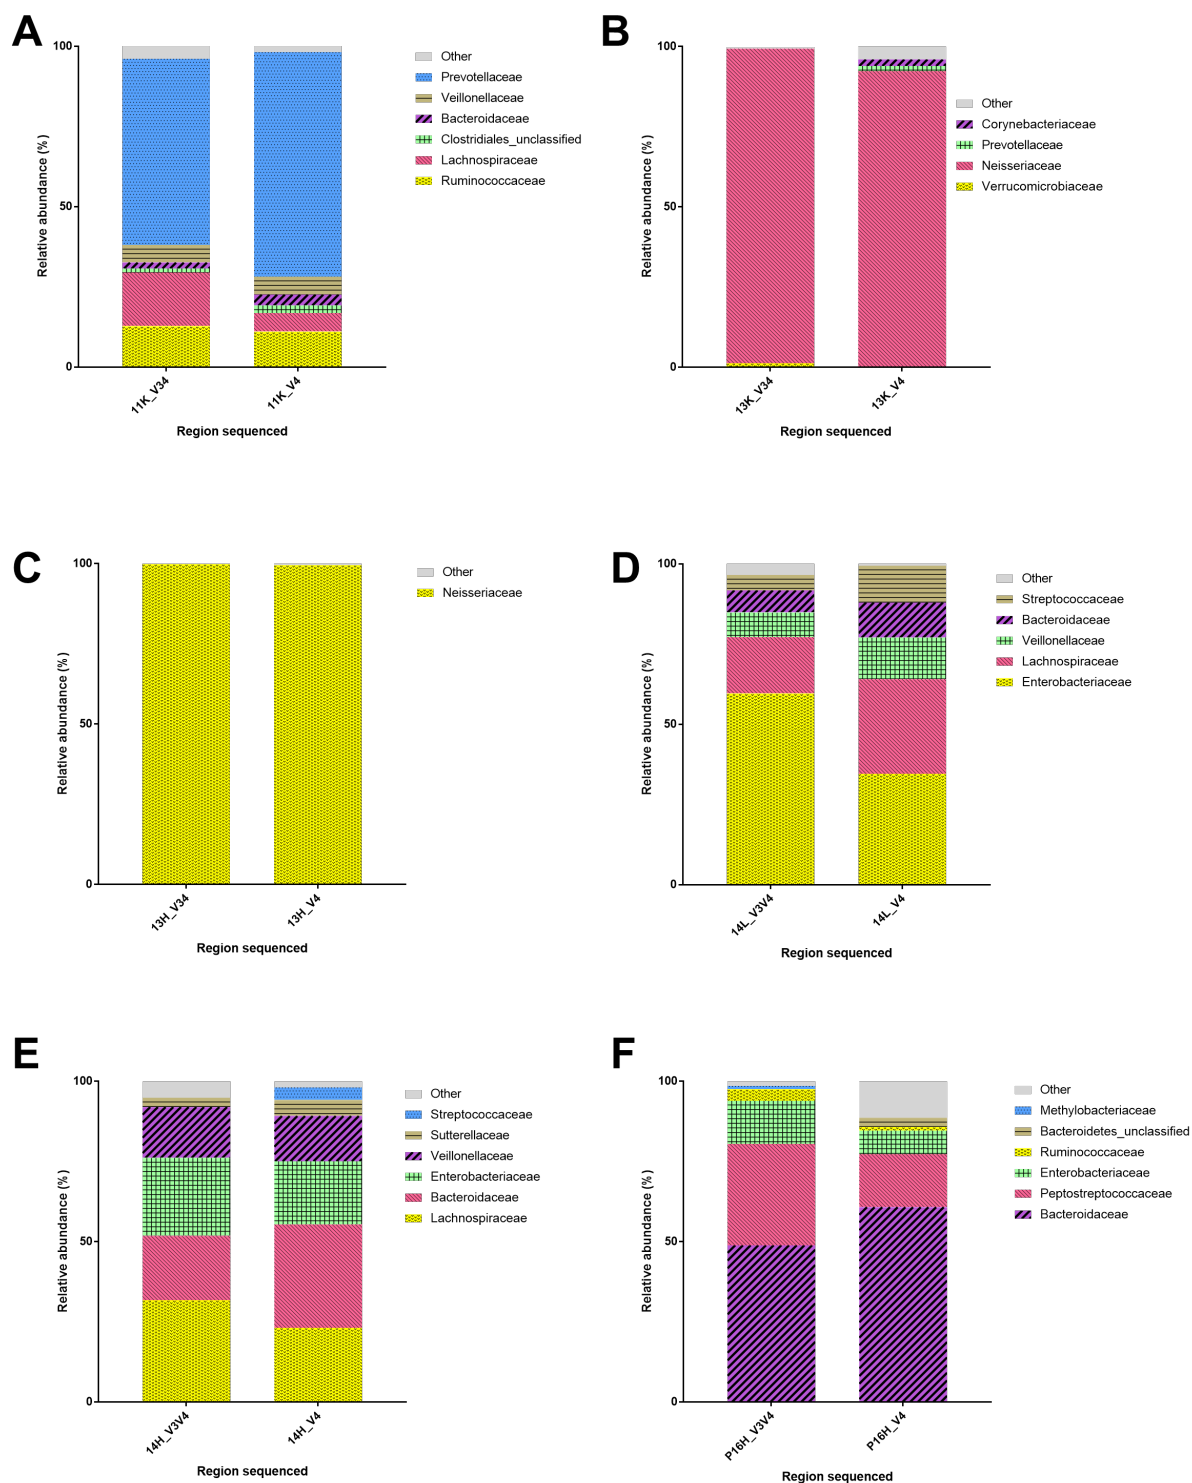 A
100
50
0
Relative abundance (%)
11K_V34
11K_V4
Region sequenced
Other
Prevotellaceae
Veillonellaceae
Bacteroidaceae
Clostridiales_unclassified
Lachnospiraceae
Ruminococcaceae
B
100
50
0
Relative abundance (%)
13K_V34
13K_V4
Region sequenced
Other
Corynebacteriaceae
Prevotellaceae
Neisseriaceae
Verrucomicrobiaceae
C
100
50
0
Relative abundance (%)
13H_V34
13H_V4
Region sequenced
Other
Neisseriaceae
D
100
50
0
Relative abundance (%)
14L_V3V4
14L_V4
Region sequenced
Other
Streptococcaceae
Bacteroidaceae
Veillonellaceae
Lachnospiraceae
Enterobacteriaceae
E
100
50
0
Relative abundance (%)
14H_V3V4
14H_V4
Region sequenced
Other
Streptococcaceae
Sutterellaceae
Veillonellaceae
Enterobacteriaceae
Bacteroidaceae
Lachnospiraceae
F
100
50
0
Relative abundance (%)
P16H_V3V4
P16H_V4
Region sequenced
Other
Methylobacteriaceae
Bacteroidetes_unclassified
Ruminococcaceae
Enterobacteriaceae
Peptostreptococcaceae
Bacteroidaceae